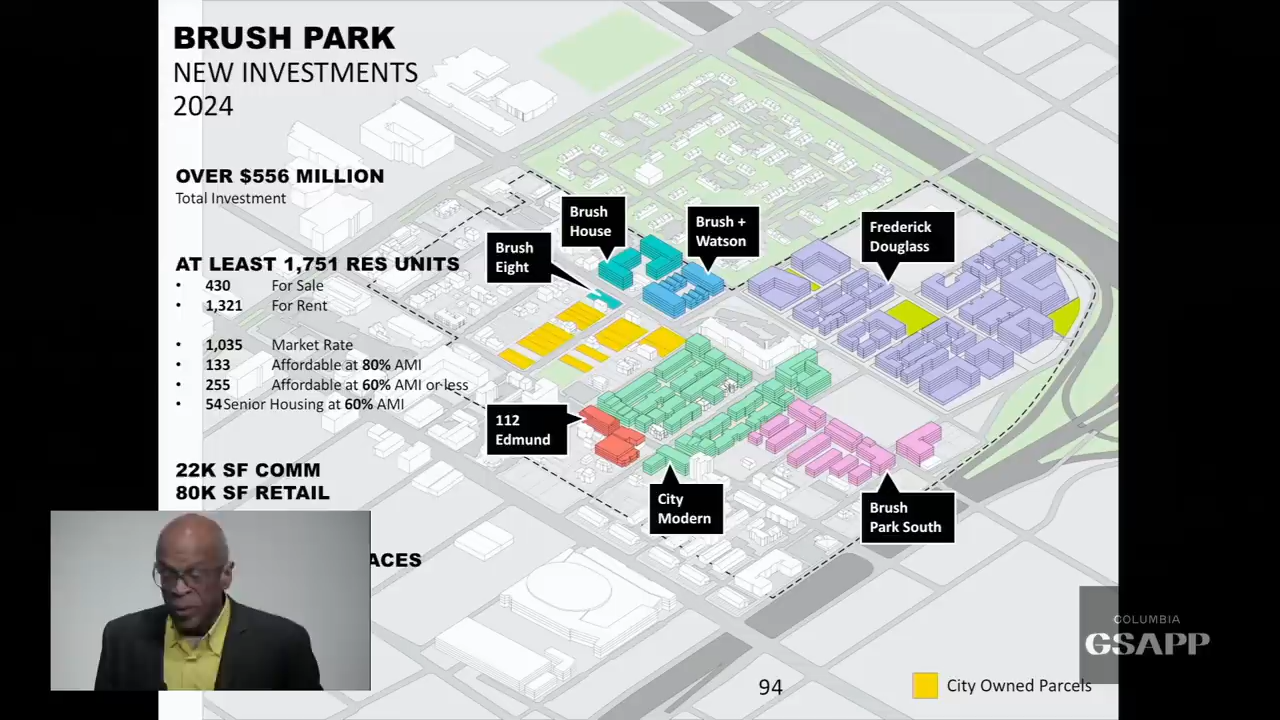 BRUSH PARK
NEW INVESTMENTS
2024
OVER $556 MILLION
Total Investment
AT LEAST 1,751 RES UNITS
• 430 For Sale
• 1,321 For Rent
• 1,035 Market Rate
• 133 Affordable at 80% AMI
• 255 Affordable at 60% AMI or less
• 54 Senior Housing at 60% AMI
22K SF COMM
80K SF RETAIL
ACES
Brush
House
Brush +
Watson
Frederick
Douglass
Brush
Eight
112
Edmund
City
Modern
Brush
Park South
COLUMBIA
GSAPP
94
City Owned Parcels